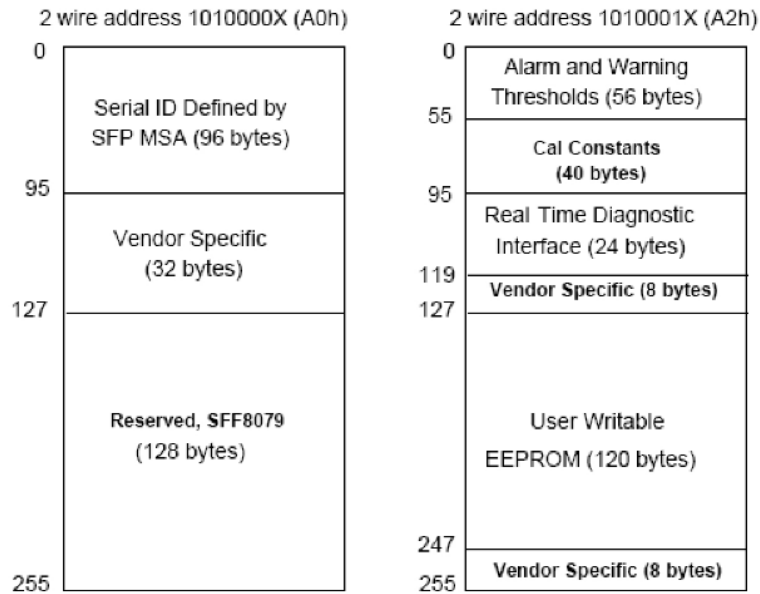 2 wire address 1010000X (A0h)
0
Serial ID Defined by
SFP MSA (96 bytes)
95
Vendor Specific
(32 bytes)
127
Reserved, SFF8079
(128 bytes)
255
2 wire address 1010001X (A2h)
0
Alarm and Warning
Thresholds (56 bytes)
55
Cal Constants
(40 bytes)
95
Real Time Diagnostic
Interface (24 bytes)
119
Vendor Specific (8 bytes)
127
User Writable
EEPROM (120 bytes)
247
Vendor Specific (8 bytes)
255